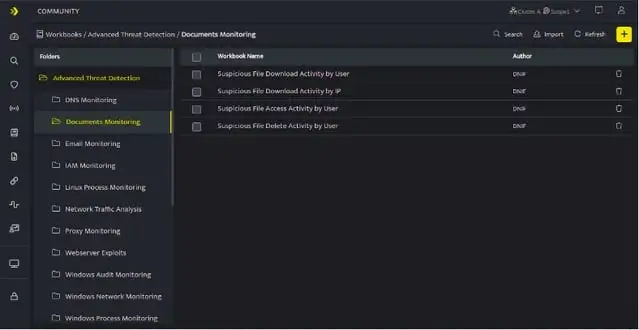 COMMUNITY
Cluster A Scope1
Workbooks / Advanced Threat Detection / Documents Monitoring
Search Import Refresh +
Folders
Workbook Name Author
Advanced Threat Detection
DNS Monitoring
Documents Monitoring
Email Monitoring
IAM Monitoring
Linux Process Monitoring
Network Traffic Analysis
Proxy Monitoring
Webserver Exploits
Windows Audit Monitoring
Windows Network Monitoring
Windows Process Monitoring
Suspicious File Download Activity by User DNIF
Suspicious File Download Activity by IP DNIF
Suspicious File Access Activity by User DNIF
Suspicious File Delete Activity by User DNIF